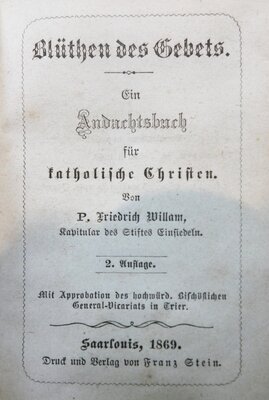 Blüthen des Gebets.
Ein
Andachtsbuch
für
katholische Christen.
Von
P. Friedrich Willam,
Kapitular des Stiftes Einsiedeln.
2. Auflage.
Mit Approbation des hochwürd. Bischöflichen
General-Vicariats in Trier.
Saarlouis, 1869.
Druck und Verlag von Franz Stein.